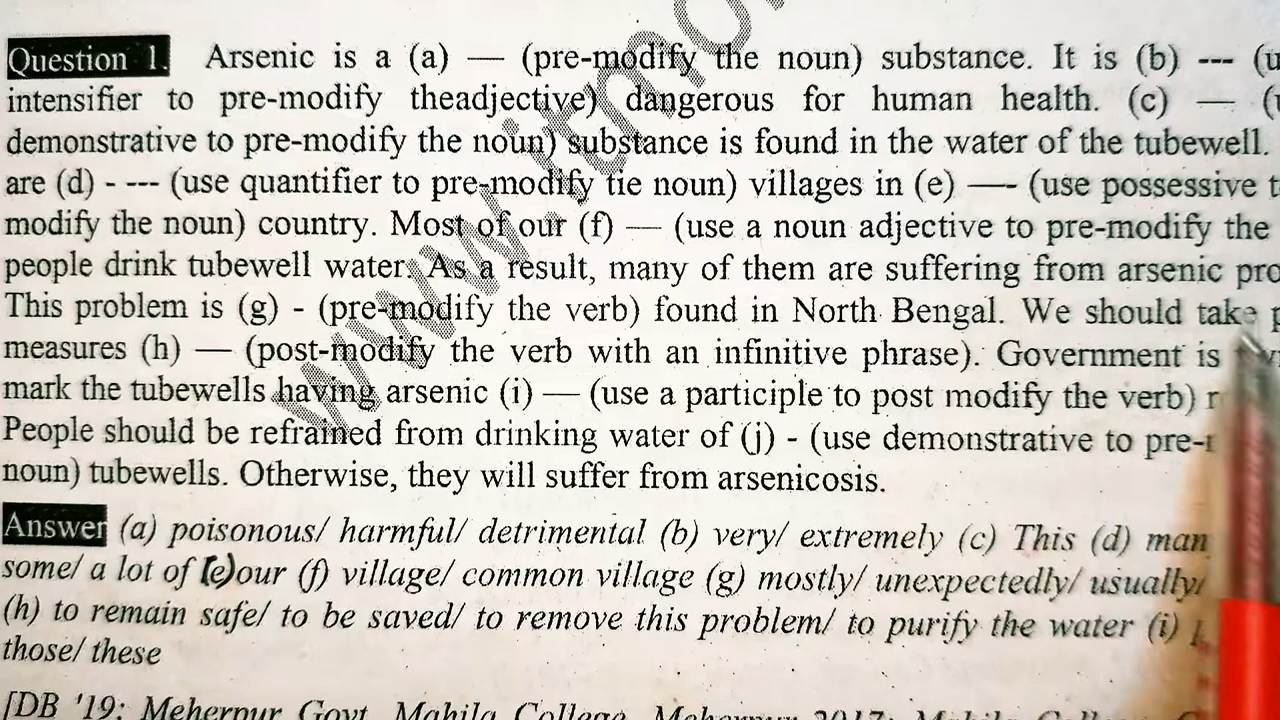 Question 1. Arsenic is a (a) — (pre-modify the noun) substance. It is (b) --- (u
intensifier to pre-modify theadjective) dangerous for human health. (c) — (
demonstrative to pre-modify the noun) substance is found in the water of the tubewell.
are (d) - --- (use quantifier to pre-modify tie noun) villages in (e) —- (use possessive t
modify the noun) country. Most of our (f) — (use a noun adjective to pre-modify the
people drink tubewell water. As a result, many of them are suffering from arsenic pro
This problem is (g) - (pre-modify the verb) found in North Bengal. We should take p
measures (h) — (post-modify the verb with an infinitive phrase). Government is
mark the tubewells having arsenic (i) — (use a participle to post modify the verb) r
People should be refrained from drinking water of (j) - (use demonstrative to pre-
noun) tubewells. Otherwise, they will suffer from arsenicosis.
Answer (a) poisonous/ harmful/ detrimental (b) very/ extremely (c) This (d) man
some/ a lot of (e) our (f) village/ common village (g) mostly/ unexpectedly/ usually/
(h) to remain safe/ to be saved/ to remove this problem/ to purify the water (i)
those/ these
[DB '19; Meherpur Govt. Mahila College, Meherpur 2017;